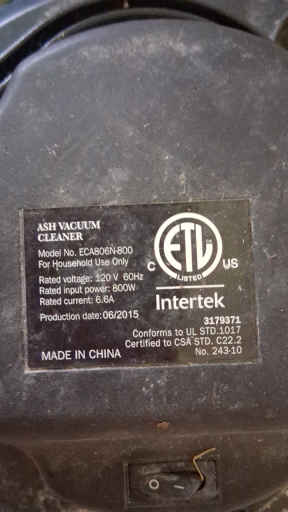 ASH VACUUM
CLEANER
Model No. ECA806N-800
For Household Use Only
Rated voltage: 120 V 60Hz
Rated input power: 800W
Rated current: 6.6A
Production date: 06/2015
MADE IN CHINA
ETL
LISTED
C US
Intertek
3179371
Conforms to UL STD.1017
Certified to CSA STD. C22.2
No. 243-10